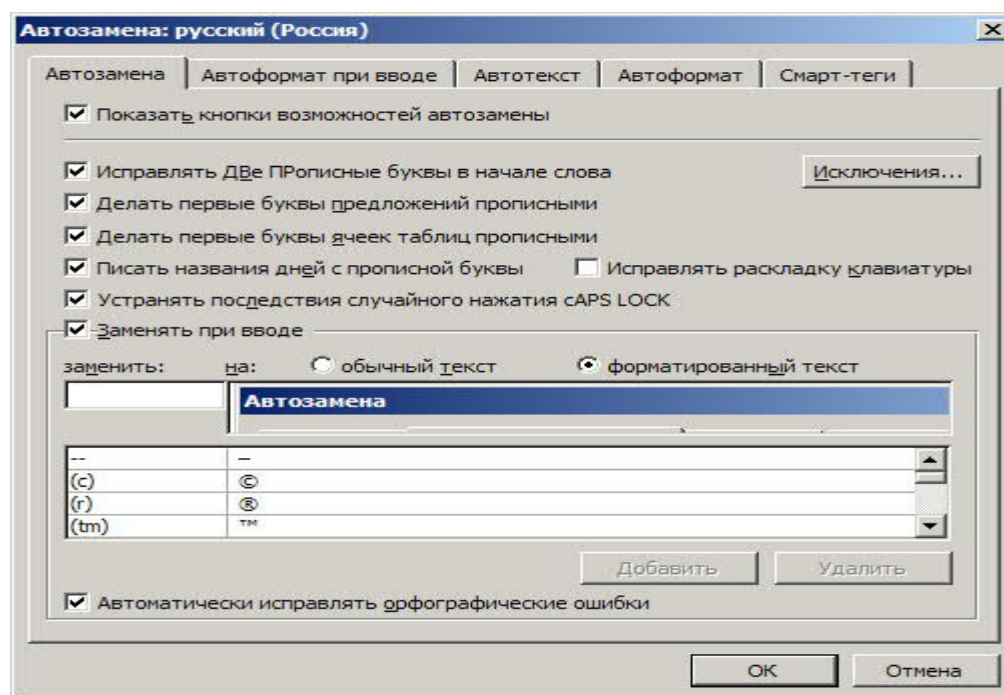 Автозамена: русский (Россия)
Автозамена Автоформат при вводе Автотекст Автоформат Смарт-теги
Показать кнопки возможностей автозамены
Исправлять ДВе ПРописные буквы в начале слова Исключения...
Делать первые буквы предложений прописными
Делать первые буквы ячеек таблиц прописными
Писать названия дней с прописной буквы Исправлять раскладку клавиатуры
Устранять последствия случайного нажатия cAPS LOCK
Заменять при вводе
заменить: на: обычный текст форматированный текст
Автозамена
-- –
(c) ©
(r) ®
(tm) ™
Добавить Удалить
Автоматически исправлять орфографические ошибки
ОК Отмена